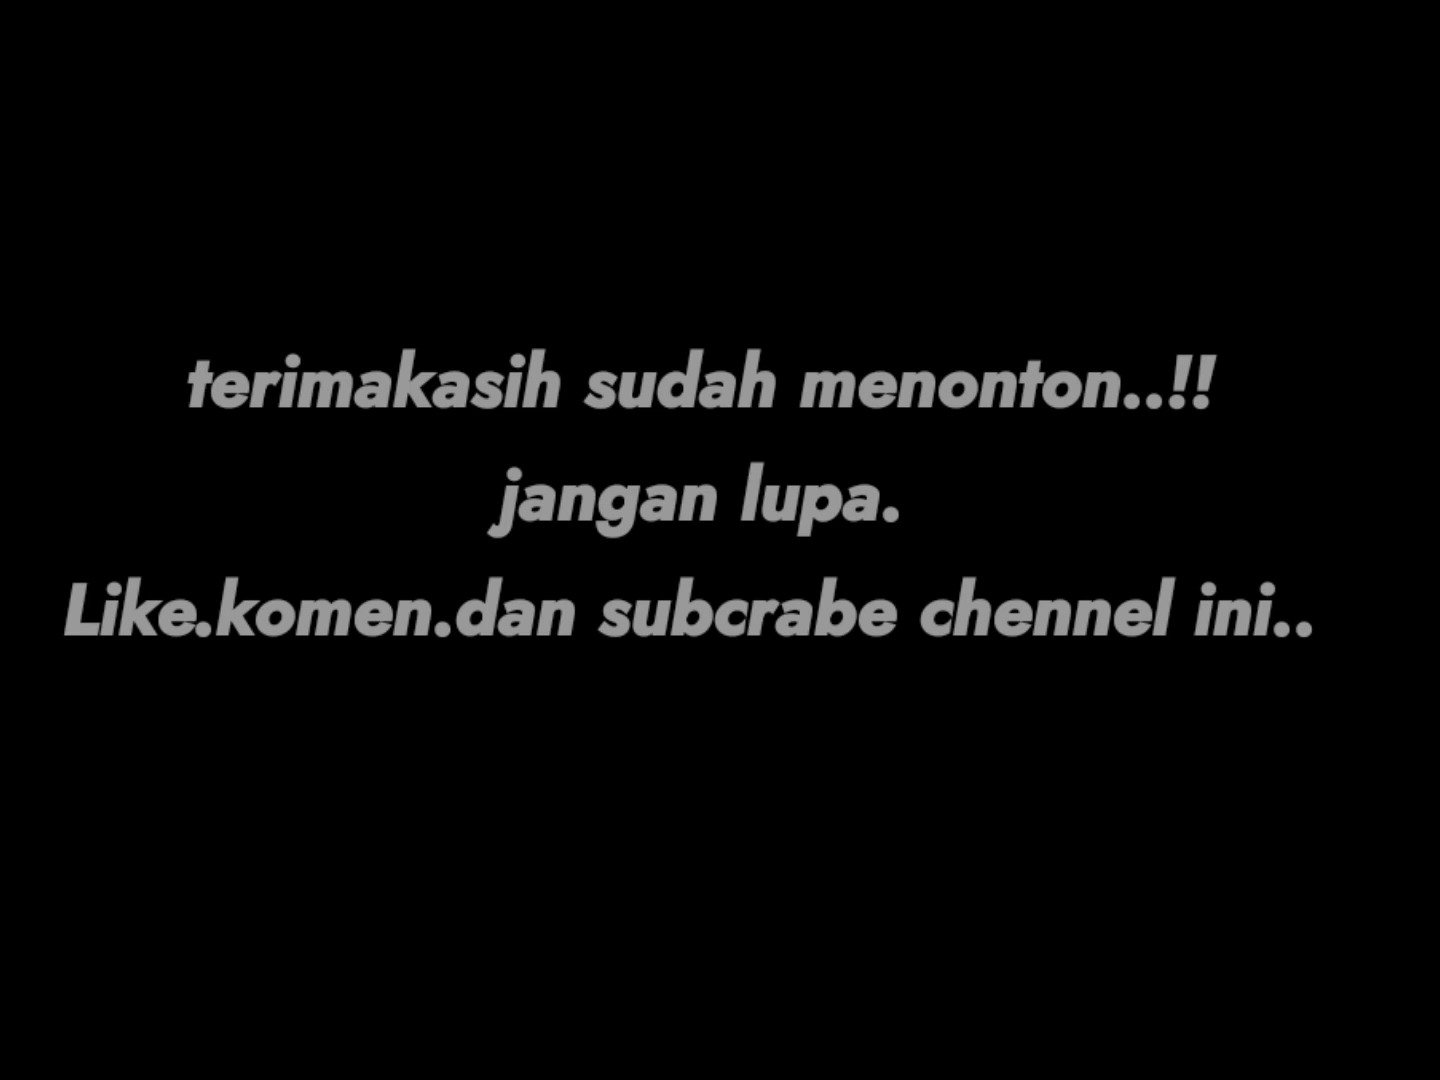 terimakasih sudah menonton..!!
jangan lupa.
Like.komen.dan subcrabe chennel ini..